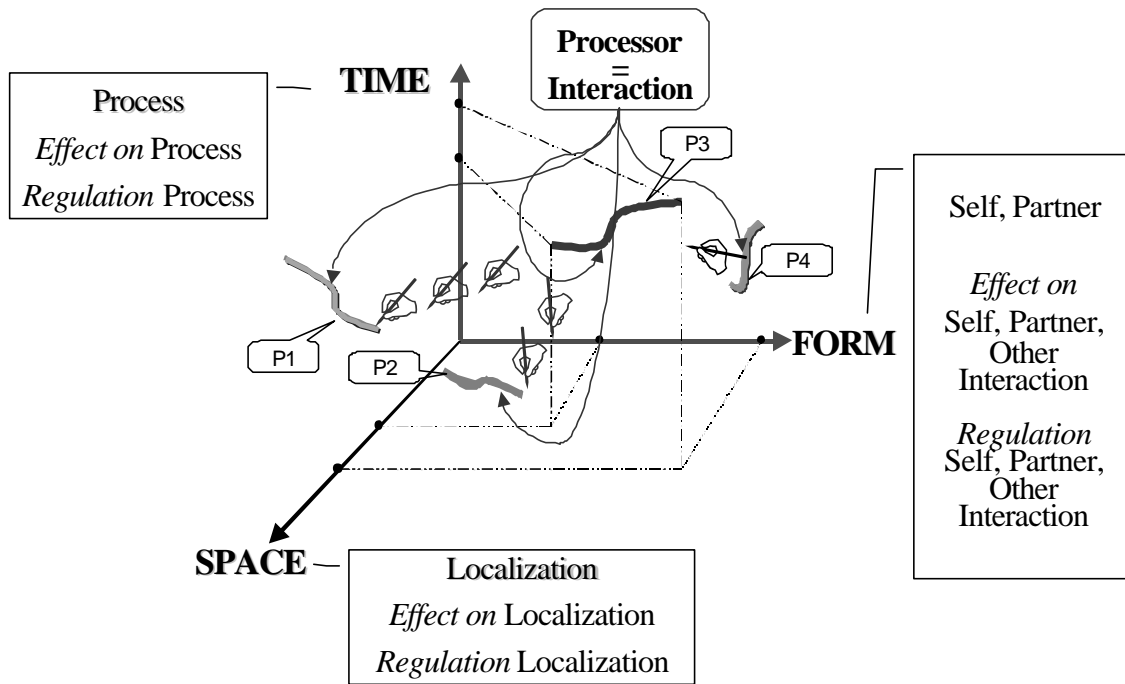 Processor
=
Interaction
TIME
Process
Effect on Process
Regulation Process
P3
P4
P1
P2
FORM
Self, Partner
Effect on
Self, Partner,
Other
Interaction
Regulation
Self, Partner,
Other
Interaction
SPACE
Localization
Effect on Localization
Regulation Localization